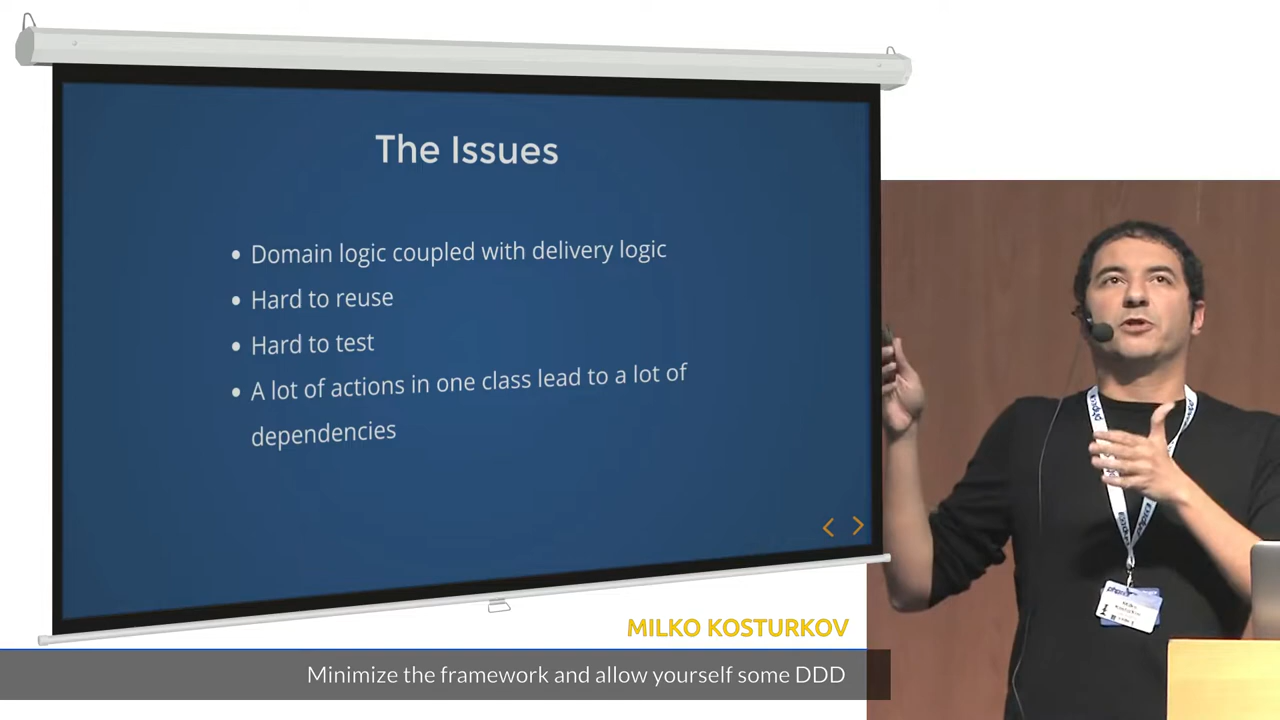 The Issues
• Domain logic coupled with delivery logic
• Hard to reuse
• Hard to test
• A lot of actions in one class lead to a lot of
dependencies
< >
MILKO KOSTURKOV
Minimize the framework and allow yourself some DDD